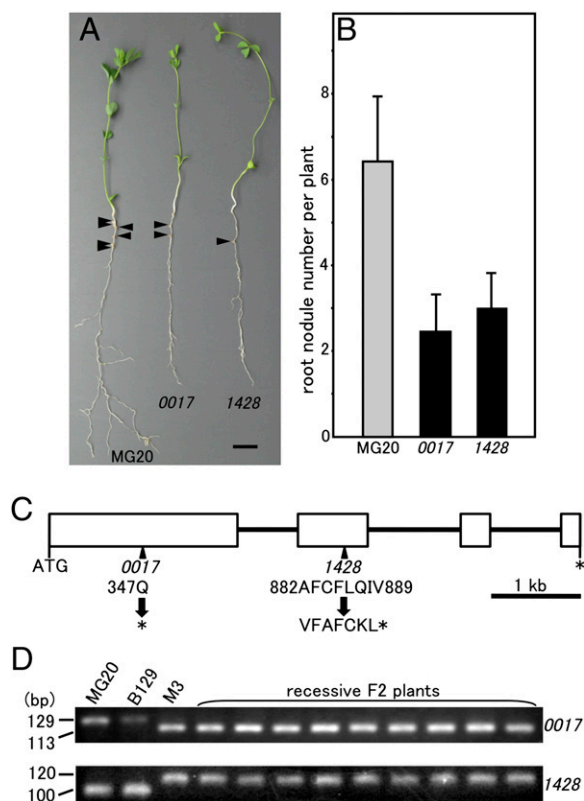 A
MG20
0017
1428
B
root nodule number per plant
8
6
4
2
0
MG20
0017
1428
C
ATG
0017
1428
*
347Q
882AFCFLQIV889
1 kb
*
VFAFCKL*
D
MG20
B129
M3
recessive F2 plants
(bp)
129
113
0017
120
100
1428